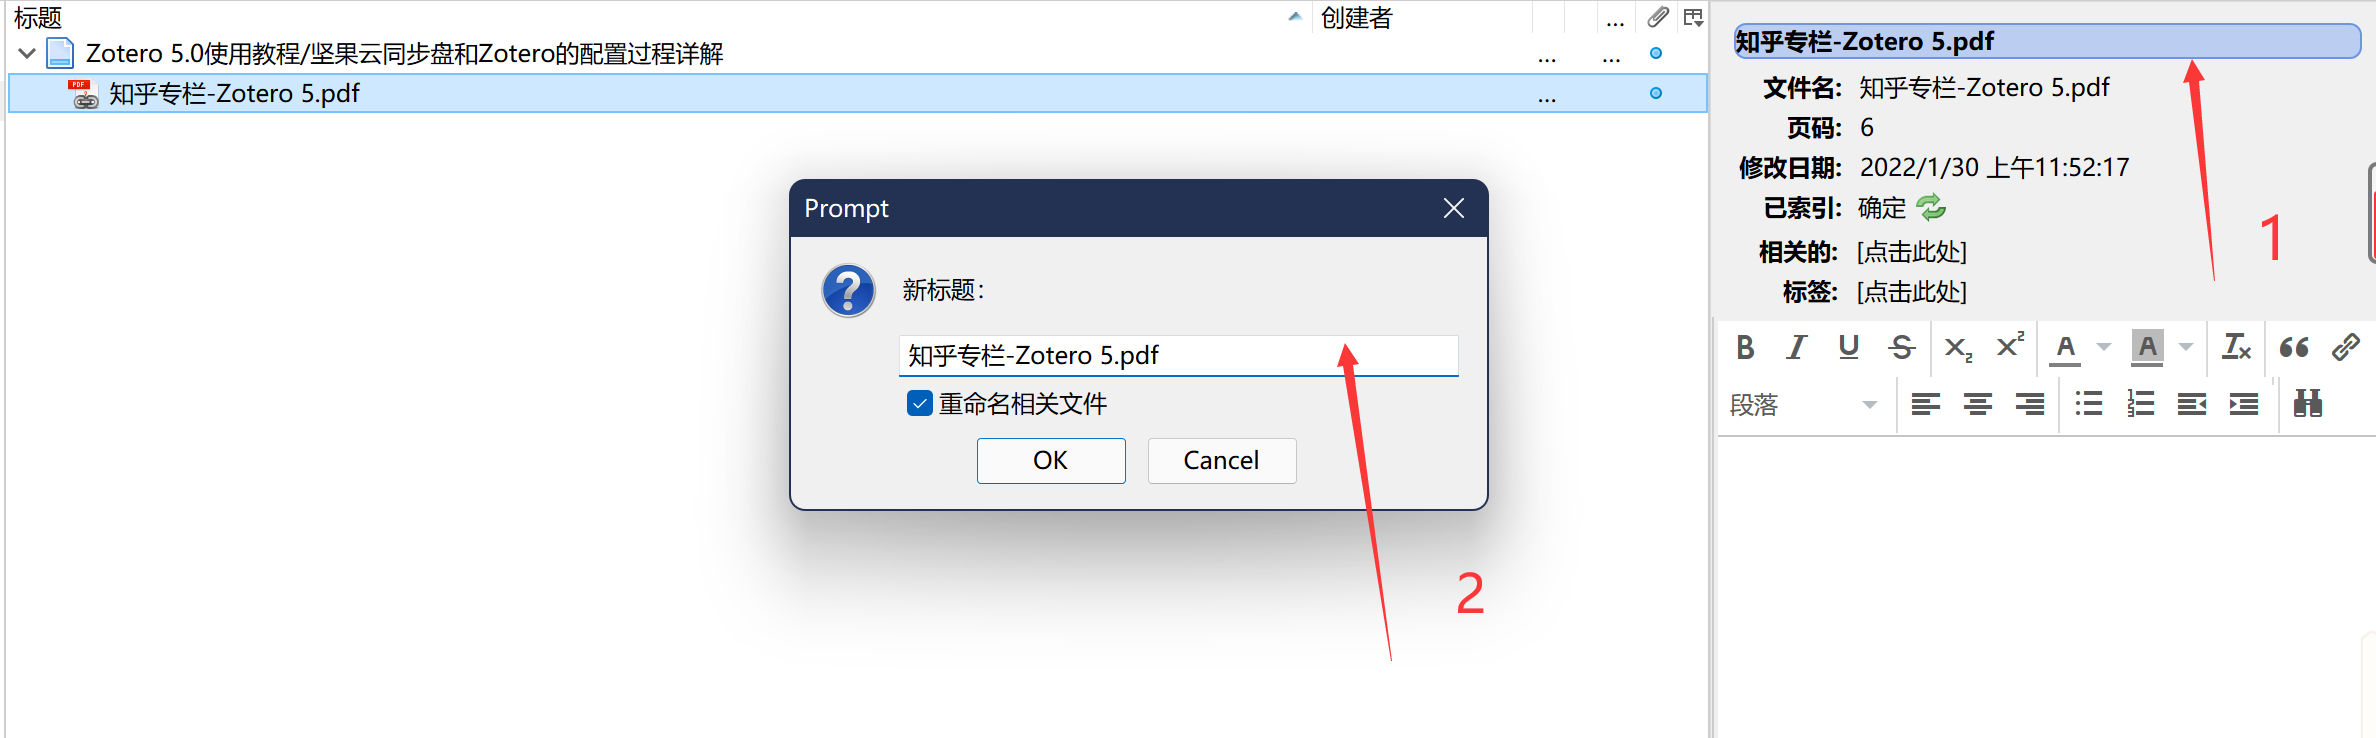 标题
创建者
...
Zotero 5.0使用教程/坚果云同步盘和Zotero的配置过程详解
...
...
PDF
知乎专栏-Zotero 5.pdf
...
知乎专栏-Zotero 5.pdf
文件名: 知乎专栏-Zotero 5.pdf
页码: 6
修改日期: 2022/1/30 上午11:52:17
已索引: 确定
相关的: [点击此处]
标签: [点击此处]
1
Prompt
新标题:
知乎专栏-Zotero 5.pdf
重命名相关文件
OK
Cancel
2
B I U S X₂ X² A A Tx
段落